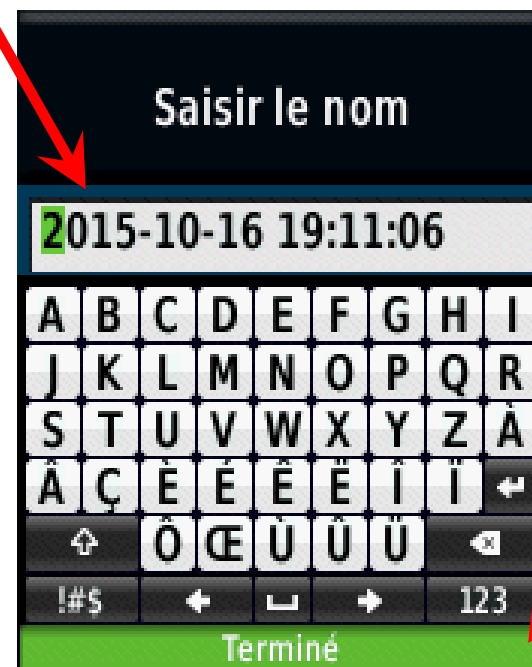 Saisir le nom
2015-10-16 19:11:06
A B C D E F G H I
J K L M N O P Q R
S T U V W X Y Z À
Â Ç È É Ê Ë Î Ï
Ô Œ Ù Û Ü
!#$ 123
Terminé